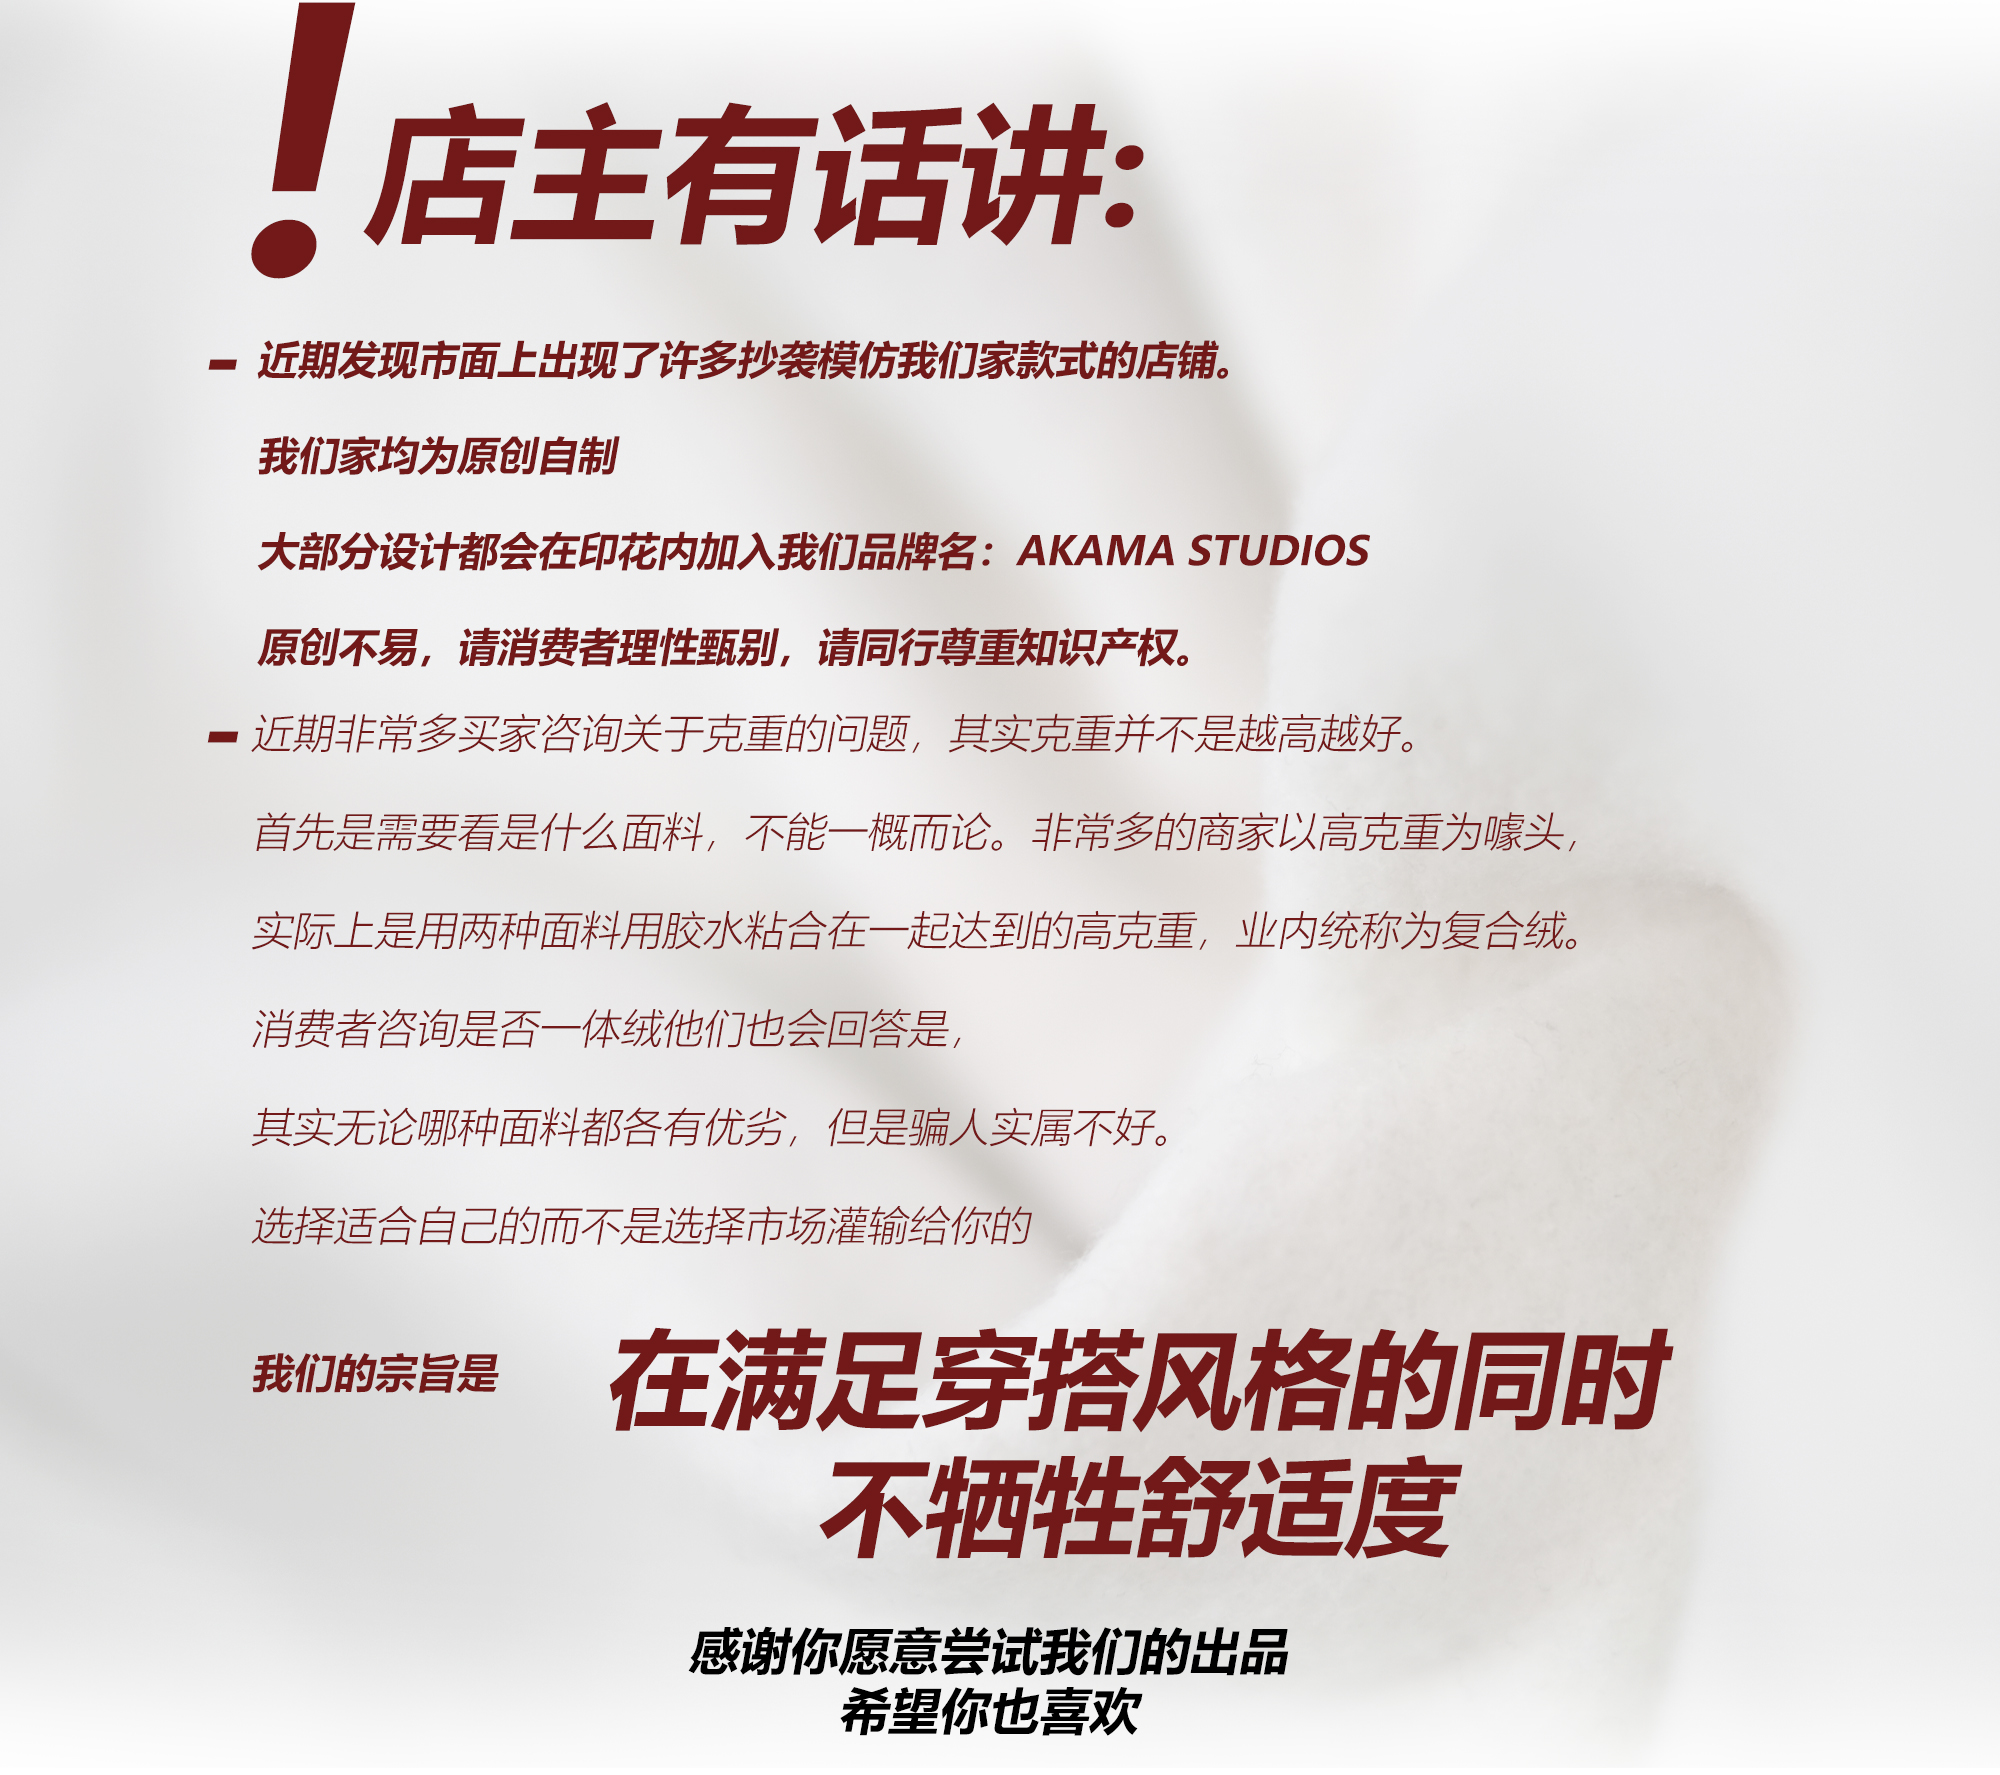 !店主有话讲:
- 近期发现市面上出现了许多抄袭模仿我们家款式的店铺。
我们家均为原创自制
大部分设计都会在印花内加入我们品牌名：AKAMA STUDIOS
原创不易，请消费者理性甄别，请同行尊重知识产权。
- 近期非常多买家咨询关于克重的问题，其实克重并不是越高越好。
首先是需要看是什么面料，不能一概而论。非常多的商家以高克重为噱头，
实际上是用两种面料用胶水粘合在一起达到的高克重，业内统称为复合绒。
消费者咨询是否一体绒他们也会回答是，
其实无论哪种面料都各有优劣，但是骗人实属不好。
选择适合自己的而不是选择市场灌输给你的
我们的宗旨是 在满足穿搭风格的同时
不牺牲舒适度
感谢你愿意尝试我们的出品
希望你也喜欢